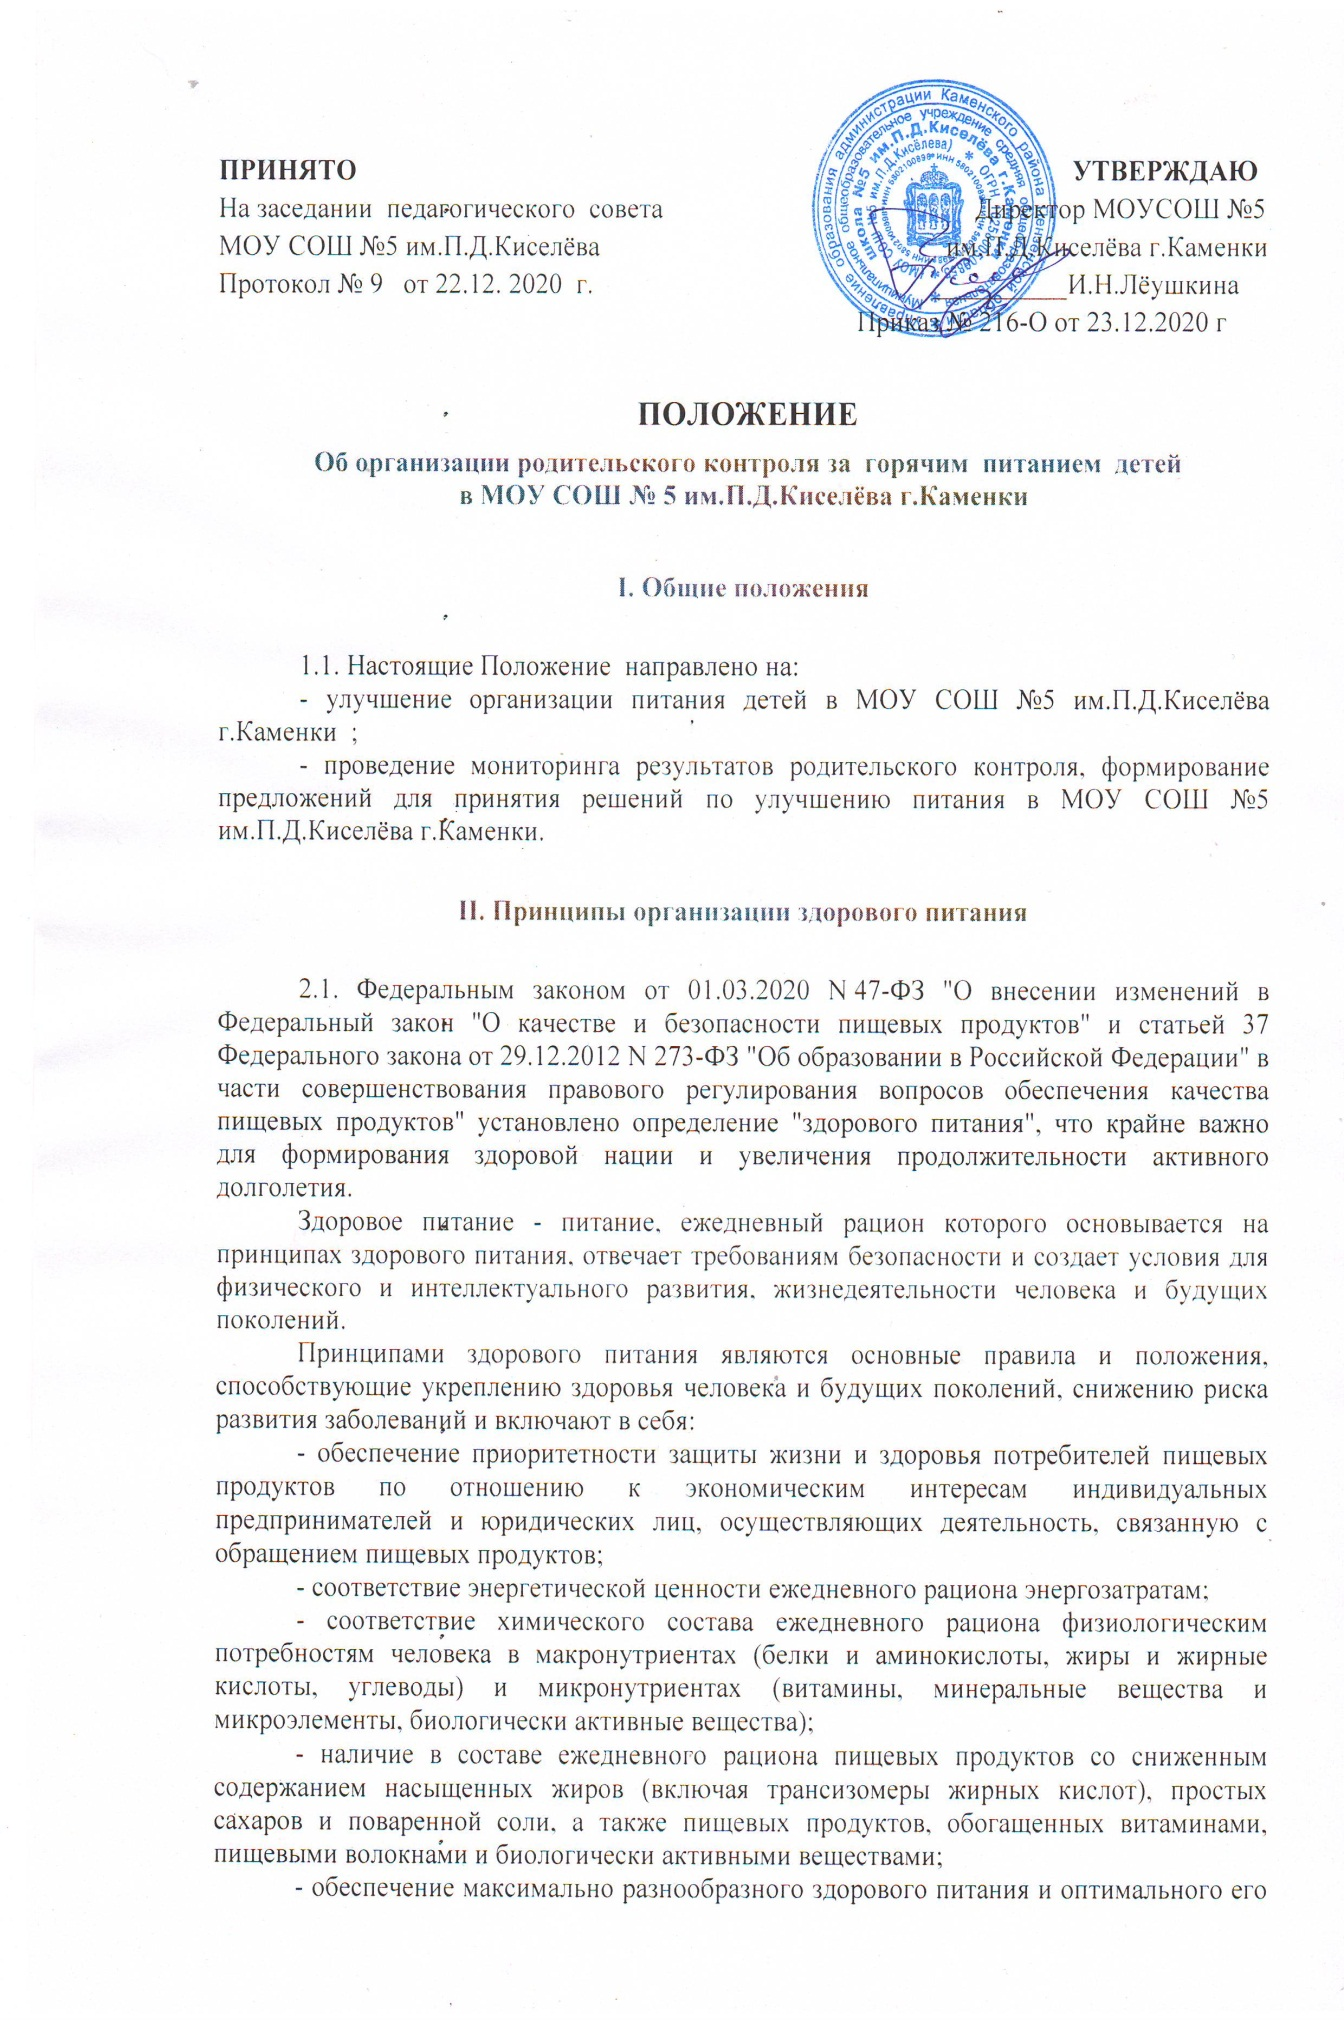 ПРИНЯТО УТВЕРЖДАЮ
На заседании педагогического совета Директор МОУСОШ №5
МОУ СОШ №5 им.П.Д.Киселёва им.П.Д.Киселёва г.Каменки
Протокол № 9 от 22.12. 2020 г. ____________И.Н.Лёушкина
Приказ № 216-О от 23.12.2020 г
ПОЛОЖЕНИЕ
Об организации родительского контроля за горячим питанием детей
в МОУ СОШ № 5 им.П.Д.Киселёва г.Каменки
I. Общие положения
1.1. Настоящие Положение направлено на:
- улучшение организации питания детей в МОУ СОШ №5 им.П.Д.Киселёва
г.Каменки ;
- проведение мониторинга результатов родительского контроля, формирование
предложений для принятия решений по улучшению питания в МОУ СОШ №5
им.П.Д.Киселёва г.Каменки.
II. Принципы организации здорового питания
2.1. Федеральным законом от 01.03.2020 N 47-ФЗ "О внесении изменений в
Федеральный закон "О качестве и безопасности пищевых продуктов" и статьей 37
Федерального закона от 29.12.2012 N 273-ФЗ "Об образовании в Российской Федерации" в
части совершенствования правового регулирования вопросов обеспечения качества
пищевых продуктов" установлено определение "здорового питания", что крайне важно
для формирования здоровой нации и увеличения продолжительности активного
долголетия.
Здоровое питание - питание, ежедневный рацион которого основывается на
принципах здорового питания, отвечает требованиям безопасности и создает условия для
физического и интеллектуального развития, жизнедеятельности человека и будущих
поколений.
Принципами здорового питания являются основные правила и положения,
способствующие укреплению здоровья человека и будущих поколений, снижению риска
развития заболеваний и включают в себя:
- обеспечение приоритетности защиты жизни и здоровья потребителей пищевых
продуктов по отношению к экономическим интересам индивидуальных
предпринимателей и юридических лиц, осуществляющих деятельность, связанную с
обращением пищевых продуктов;
- соответствие энергетической ценности ежедневного рациона энергозатратам;
- соответствие химического состава ежедневного рациона физиологическим
потребностям человека в макронутриентах (белки и аминокислоты, жиры и жирные
кислоты, углеводы) и микронутриентах (витамины, минеральные вещества и
микроэлементы, биологически активные вещества);
- наличие в составе ежедневного рациона пищевых продуктов со сниженным
содержанием насыщенных жиров (включая трансизомеры жирных кислот), простых
сахаров и поваренной соли, а также пищевых продуктов, обогащенных витаминами,
пищевыми волокнами и биологически активными веществами;
- обеспечение максимально разнообразного здорового питания и оптимального его